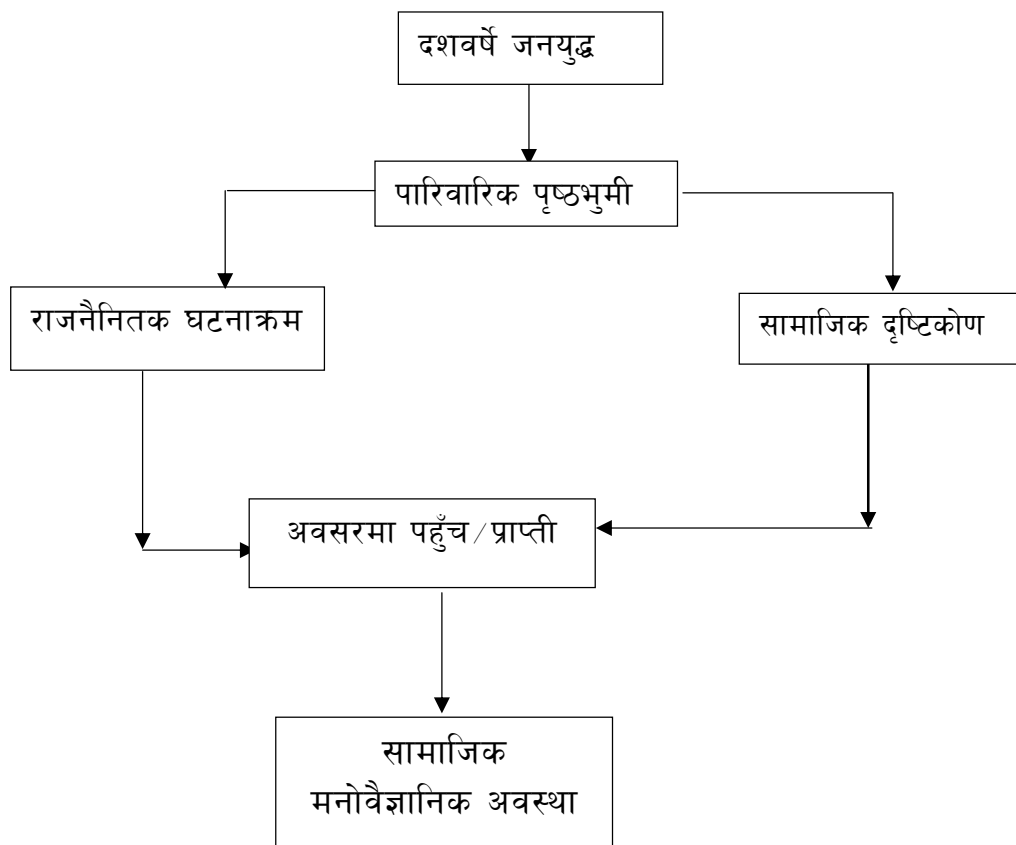 दशवर्षे जनयुद्ध
पारिवारिक पृष्ठभुमी
राजनैनितक घटनाक्रम
सामाजिक दृष्टिकोण
अवसरमा पहुँच/प्राप्ती
सामाजिक
मनोवैज्ञानिक अवस्था